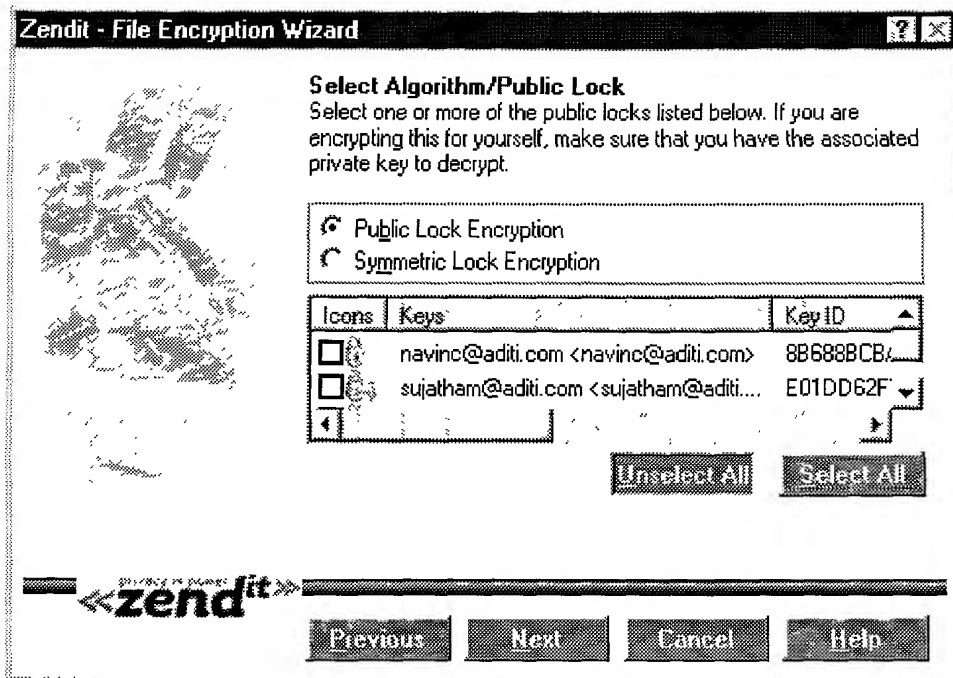 Zendit - File Encryption Wizard
Select Algorithm/Public Lock
Select one or more of the public locks listed below. If you are
encrypting this for yourself, make sure that you have the associated
private key to decrypt.
Public Lock Encryption
Symmetric Lock Encryption
Icons Keys Key ID
navinc@aditi.com <navinc@aditi.com> 8B688BCB
sujatham@aditi.com <sujatham@aditi.... E01DD62F
Unselect All Select All
«zendit»
Previous Next Cancel Help